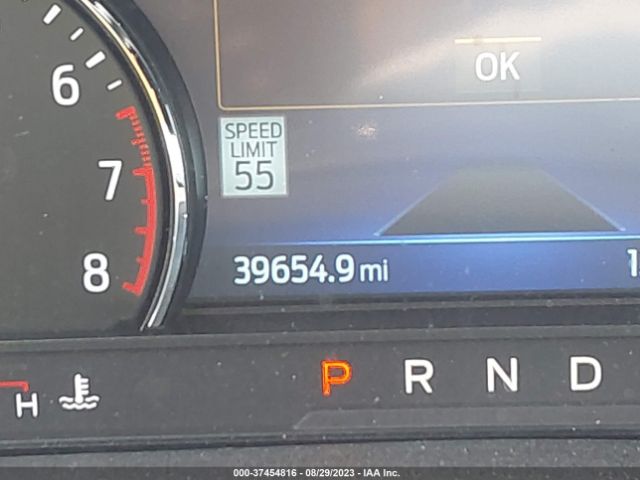 6
OK
SPEED
LIMIT
55
7
8
39654.9 mi
P R N D
H
000-37454816 - 08/29/2023 - IAA Inc.